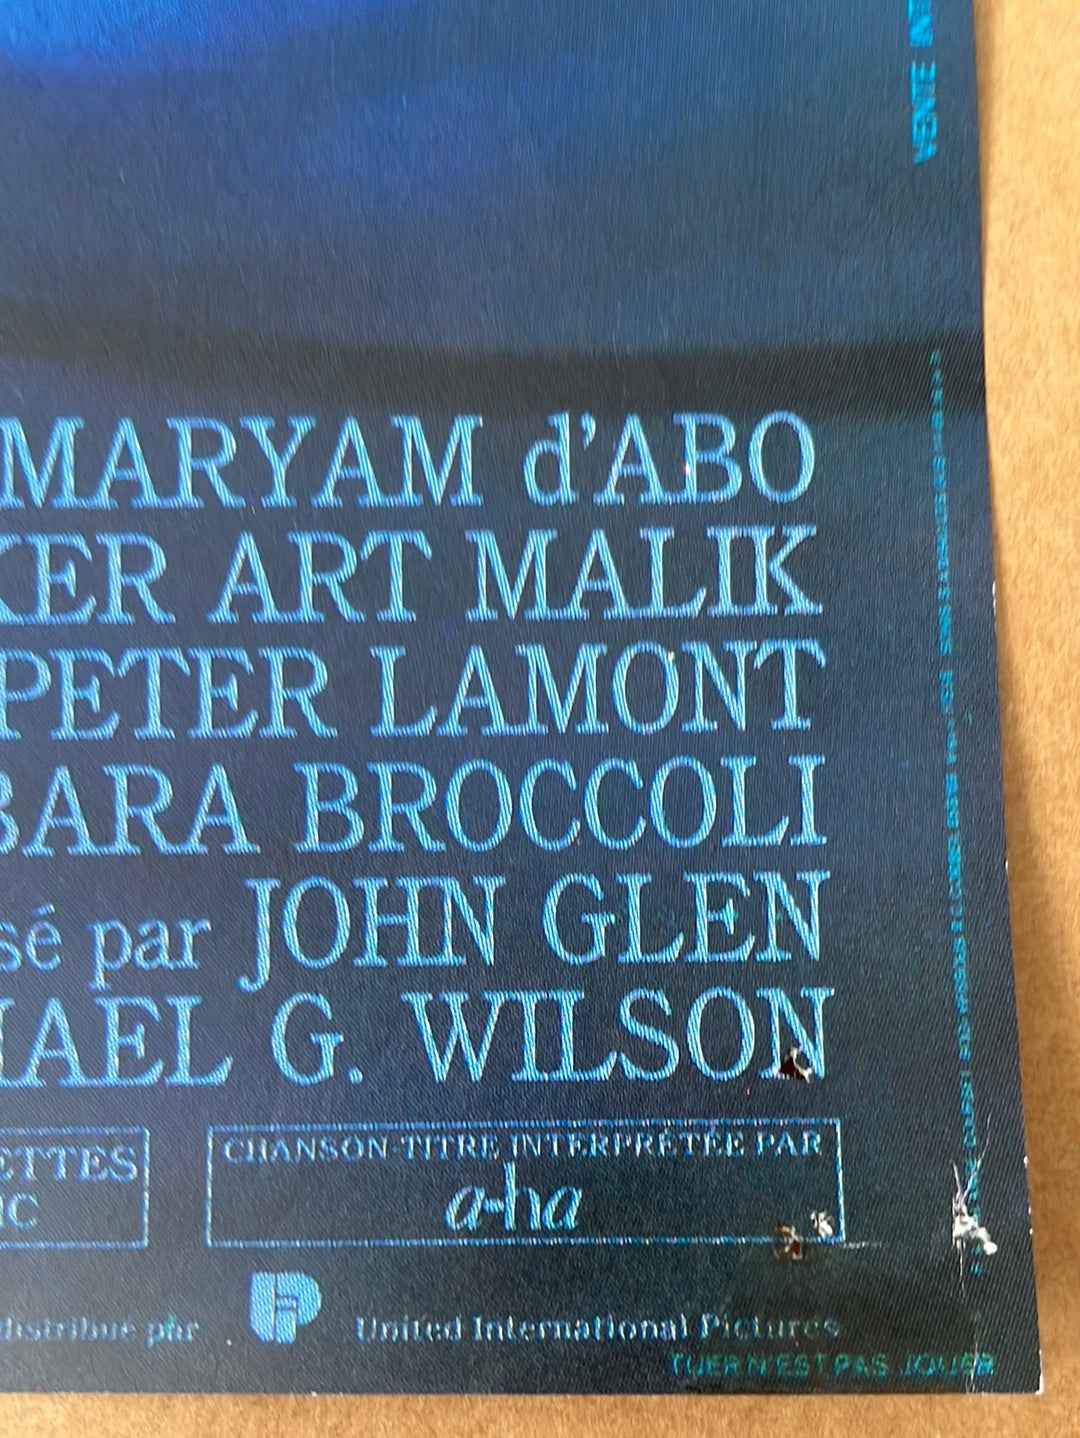 MARYAM d'ABO
KER ART MALIK
PETER LAMONT
BARA BROCCOLI
sé par JOHN GLEN
AEL G. WILSON
ETTES
CHANSON-TITRE INTERPRÉTÉE PAR
a-ha
distribué par
United International Pictures
TUER N'EST PAS JOUER
VENTE